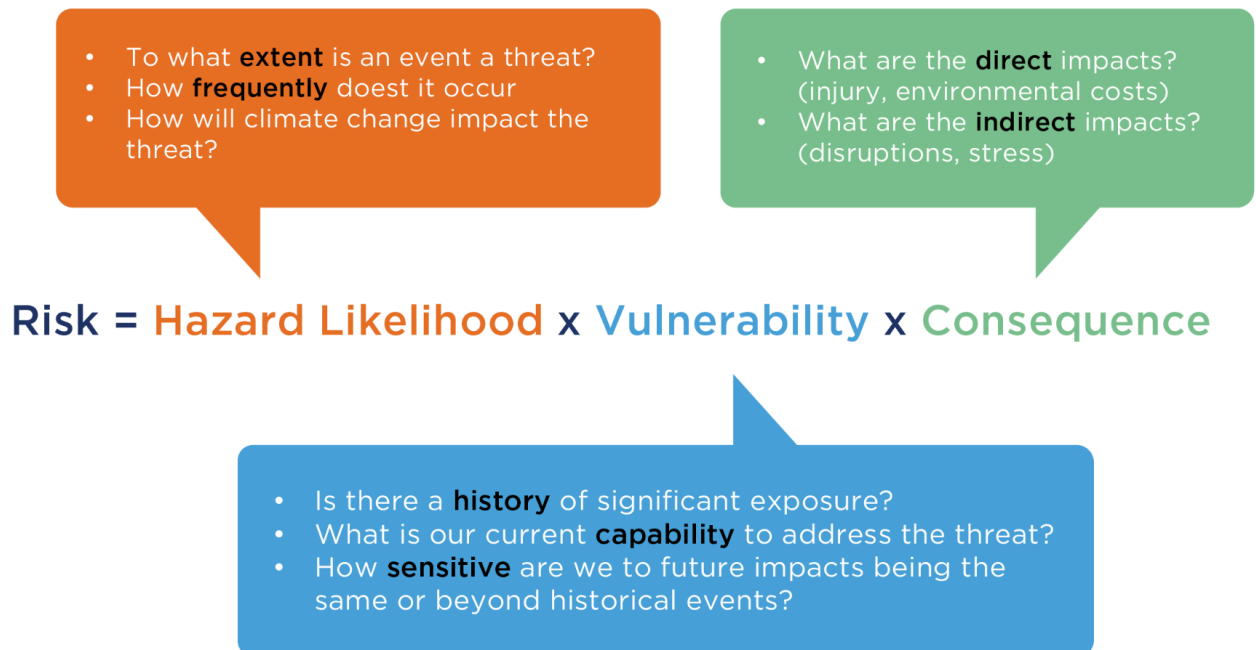 • To what extent is an event a threat?
• How frequently doest it occur
• How will climate change impact the
threat?
• What are the direct impacts?
(injury, environmental costs)
• What are the indirect impacts?
(disruptions, stress)
Risk = Hazard Likelihood x Vulnerability x Consequence
• Is there a history of significant exposure?
• What is our current capability to address the threat?
• How sensitive are we to future impacts being the
same or beyond historical events?